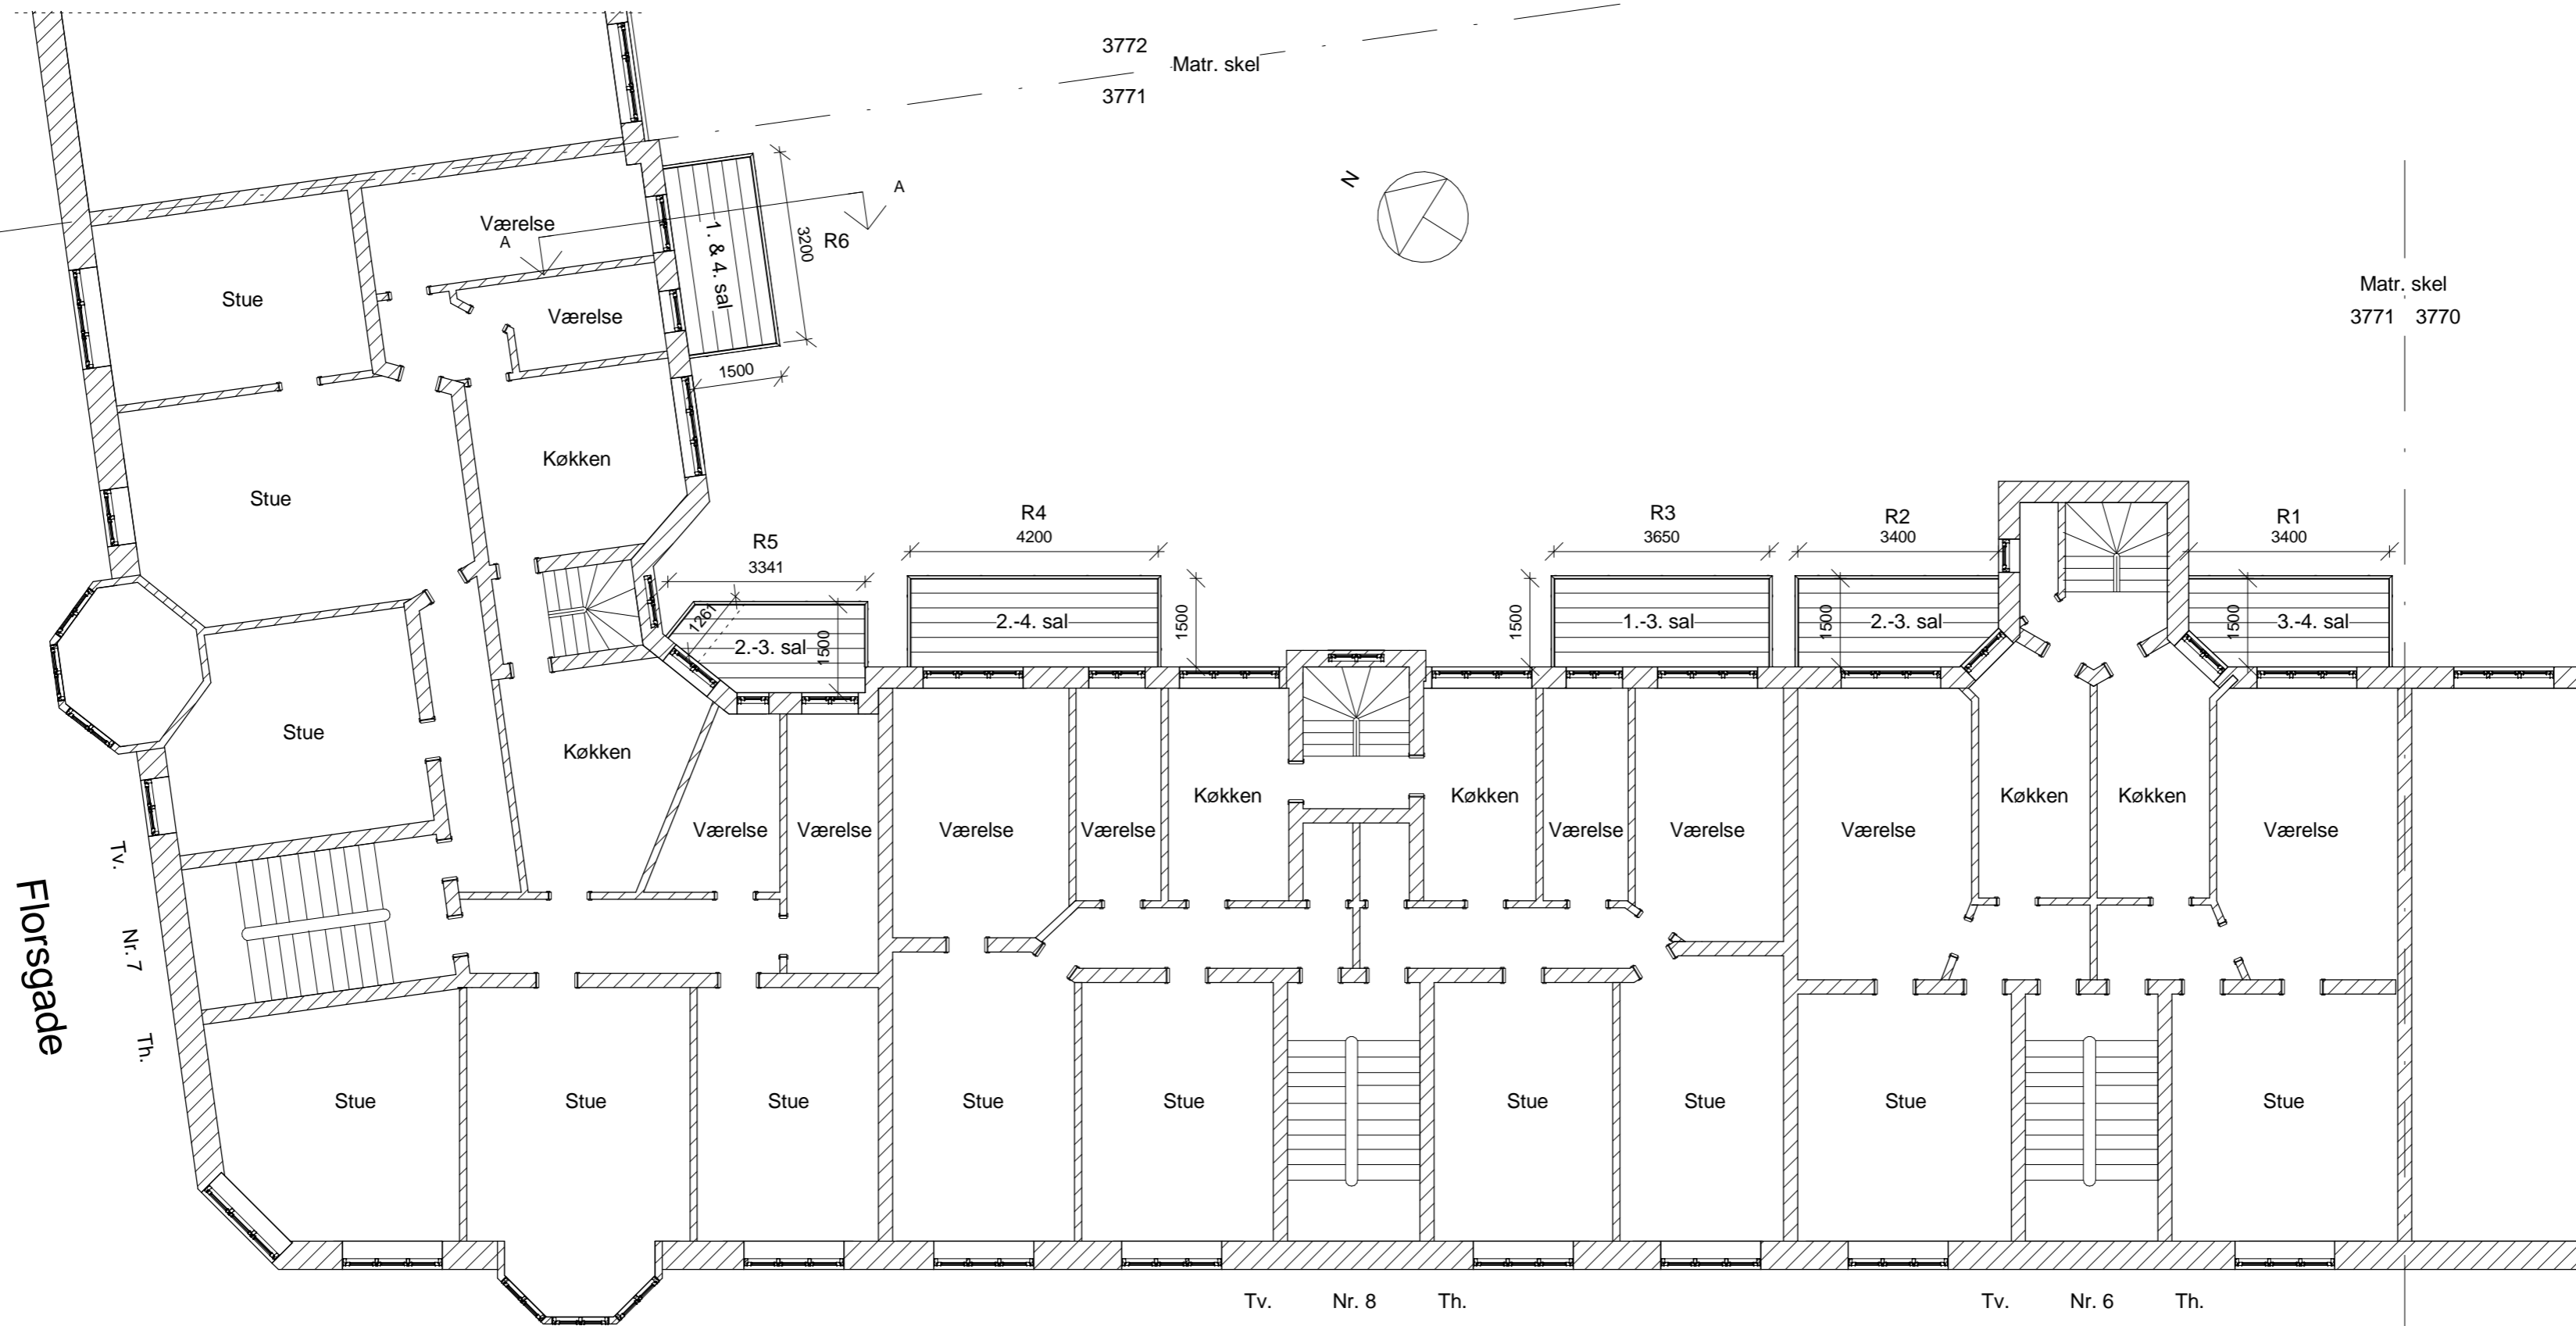 3772
Matr. skel
3771
N
A
Værelse
A
R6
3200
1. & 4. sal
Stue
Værelse
1500
Matr. skel
3771 3770
Køkken
Stue
R5
3341
R4
4200
R3
3650
R2
3400
R1
3400
1261
2.-3. sal
1500
2.-4. sal
1500
1500
1.-3. sal
1500
2.-3. sal
1500
3.-4. sal
Stue
Køkken
Værelse
Værelse
Værelse
Værelse
Køkken
Køkken
Værelse
Værelse
Værelse
Køkken
Køkken
Værelse
Florsgade
Tv.
Nr. 7
Th.
Stue
Stue
Stue
Stue
Stue
Stue
Stue
Stue
Stue
Tv. Nr. 8 Th.
Tv. Nr. 6 Th.